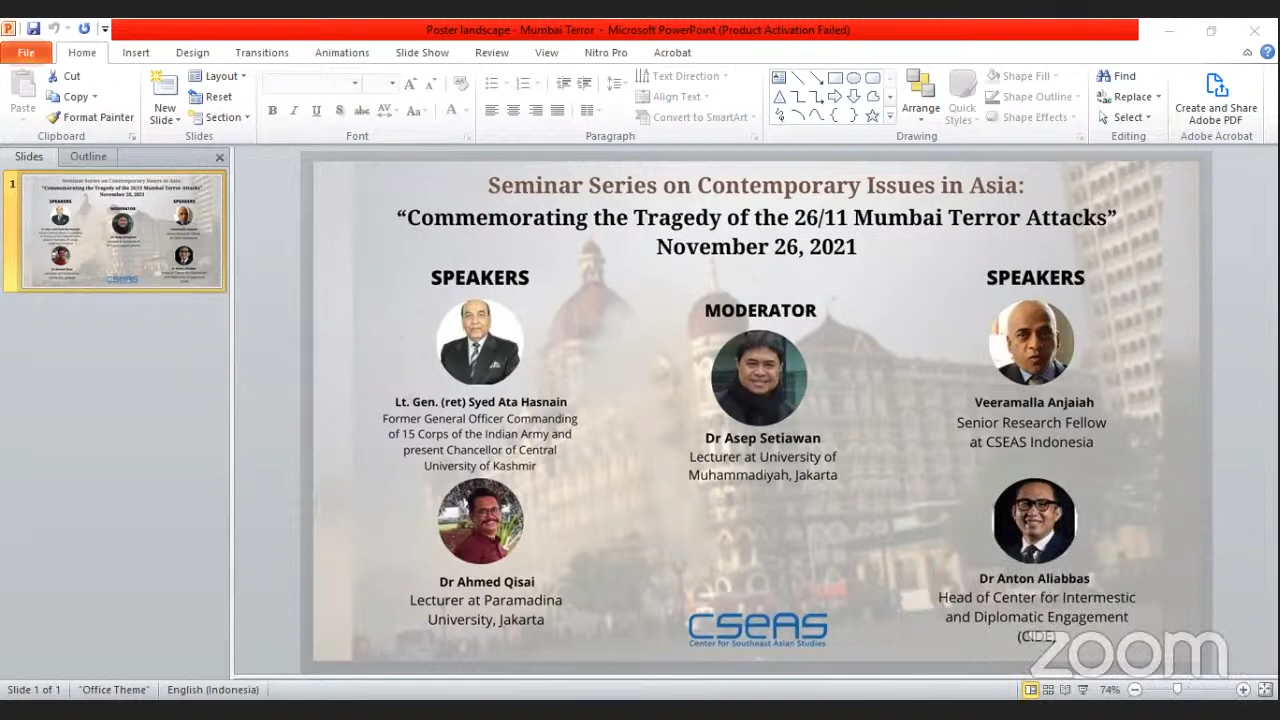 Poster landscape - Mumbai Terror - Microsoft PowerPoint (Product Activation Failed)
File Home Insert Design Transitions Animations Slide Show Review View Nitro Pro Acrobat
Paste
Cut
Copy
Format Painter
Clipboard
New Slide
Layout
Reset
Section
Slides
B I U S abc AV Aa A
Font
Paragraph
Text Direction
Align Text
Convert to SmartArt
Arrange
Quick Styles
Shape Fill
Shape Outline
Shape Effects
Drawing
Find
Replace
Select
Editing
Create and Share
Adobe PDF
Adobe Acrobat
Slides Outline
1
Seminar Series on Contemporary Issues in Asia:
“Commemorating the Tragedy of the 26/11 Mumbai Terror Attacks”
November 26, 2021
SPEAKERS
Lt. Gen. (ret) Syed Ata Hasnain
Former General Officer Commanding
of 15 Corps of the Indian Army and
present Chancellor of Central
University of Kashmir
Dr Ahmed Qisai
Lecturer at Paramadina
University, Jakarta
MODERATOR
Dr Asep Setiawan
Lecturer at University of
Muhammadiyah, Jakarta
CSEAS
Center for Southeast Asian Studies
SPEAKERS
Veeramalla Anjaiah
Senior Research Fellow
at CSEAS Indonesia
Dr Anton Aliabbas
Head of Center for Intermestic
and Diplomatic Engagement
(CIDE)
zoom
Slide 1 of 1 "Office Theme" English (Indonesia) 74%